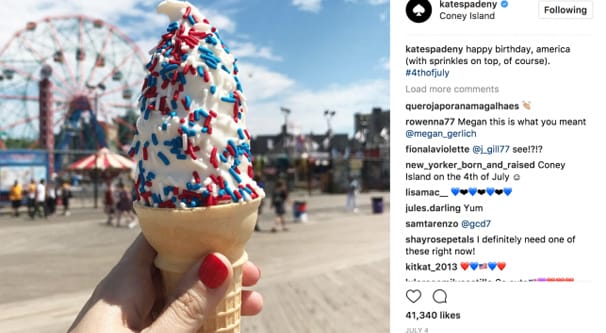 katespadeny
Coney Island
Following
katespadeny happy birthday, america
(with sprinkles on top, of course).
#4thofjuly
Load more comments
querojaporanamagalhaes 👏🏻
rowenna77 Megan this is what you meant
@megan_gerlich
fionalaviolette @j_gill77 see!?!?
new_yorker_born_and_raised Coney
Island on the 4th of July ☺
lisamac__ 💙🖤💙🖤💙🖤💙
jules.darling Yum
samtarenzo @gcd7
shayrosepetals I definitely need one of
these right now!
kitkat_2013 ❤️💙🇺🇸💙❤️
41,340 likes
JULY 4